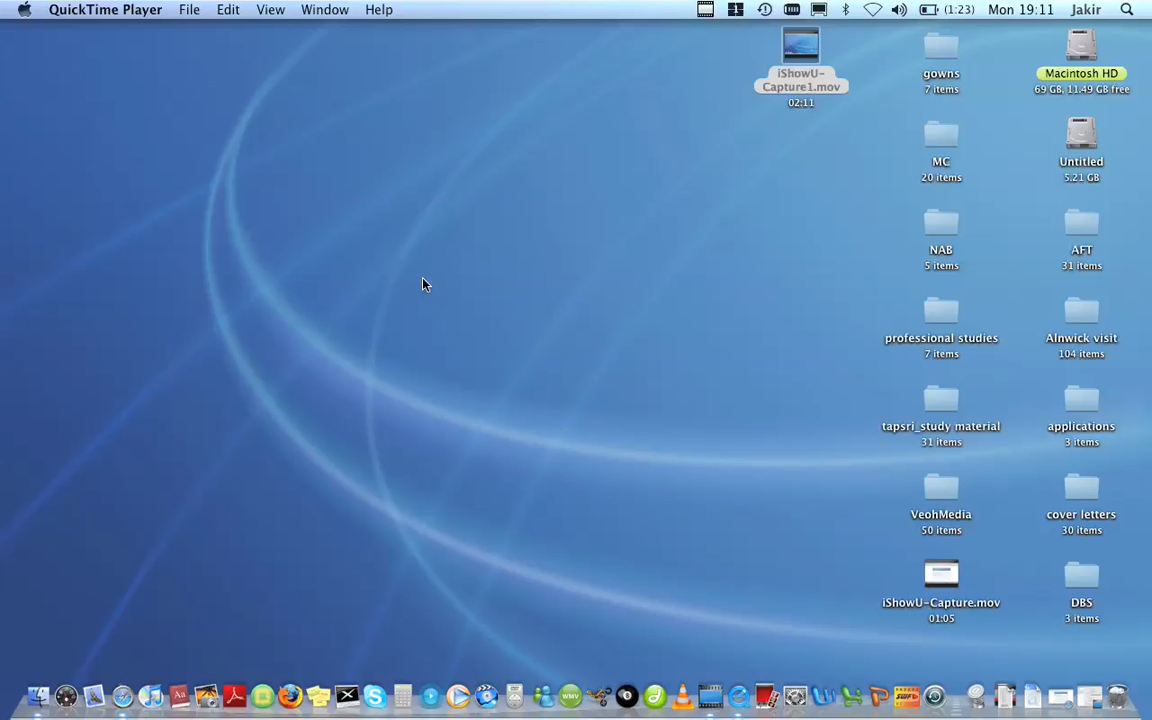 QuickTime Player File Edit View Window Help (1:23) Mon 19:11 Jakir
iShowU-
Capture1.mov
02:11
gowns
7 items
Macintosh HD
69 GB, 11.49 GB free
MC
20 items
Untitled
5.21 GB
NAB
5 items
AFT
31 items
professional studies
7 items
Alnwick visit
104 items
tapsri_study material
31 items
applications
3 items
VeohMedia
50 items
cover letters
30 items
iShowU-Capture.mov
01:05
DBS
3 items